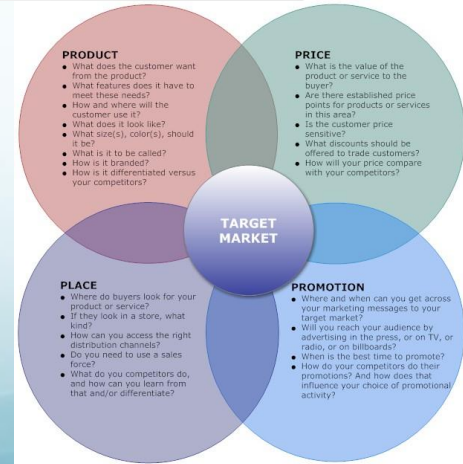 PRODUCT
• What does the customer want
from the product?
• What features does it have to
meet these needs?
• How and where will the
customer use it?
• What does it look like?
• What size(s), color(s), should
it be?
• What is it to be called?
• How is it branded?
• How is it differentiated versus
your competitors?
PRICE
• What is the value of the
product or service to the
buyer?
• Are there established price
points for products or services
in this area?
• Is the customer price
sensitive?
• What discounts should be
offered to trade customers?
• How will your price compare
with your competitors?
TARGET
MARKET
PLACE
• Where do buyers look for your
product or service?
• If they look in a store, what
kind?
• How can you access the right
distribution channels?
• Do you need to use a sales
force?
• What do you competitors do,
and how can you learn from
that and/or differentiate?
PROMOTION
• Where and when can you get across
your marketing messages to your
target market?
• Will you reach your audience by
advertising in the press, or on TV, or
radio, or on billboards?
• When is the best time to promote?
• How do your competitors do their
promotions? And how does that
influence your choice of promotional
activity?